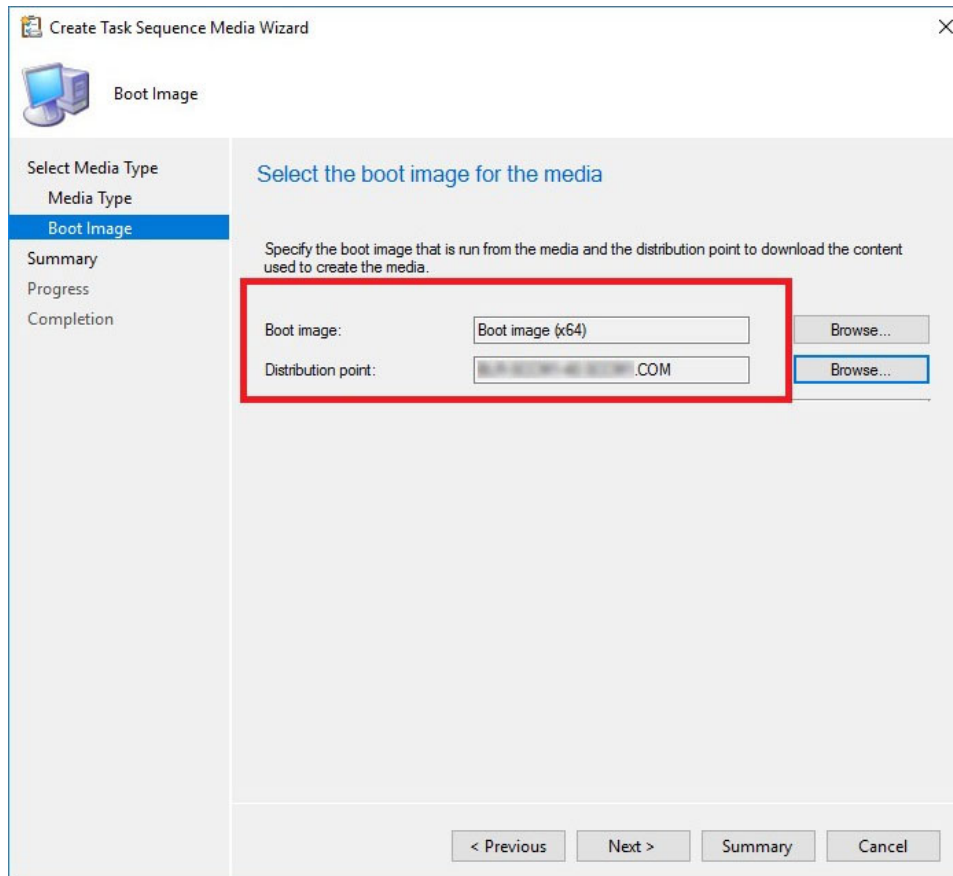 Create Task Sequence Media Wizard
Boot Image
Select Media Type
Media Type
Boot Image
Summary
Progress
Completion
Select the boot image for the media
Specify the boot image that is run from the media and the distribution point to download the content
used to create the media.
Boot image: Boot image (x64) Browse...
Distribution point: .COM Browse...
< Previous Next > Summary Cancel